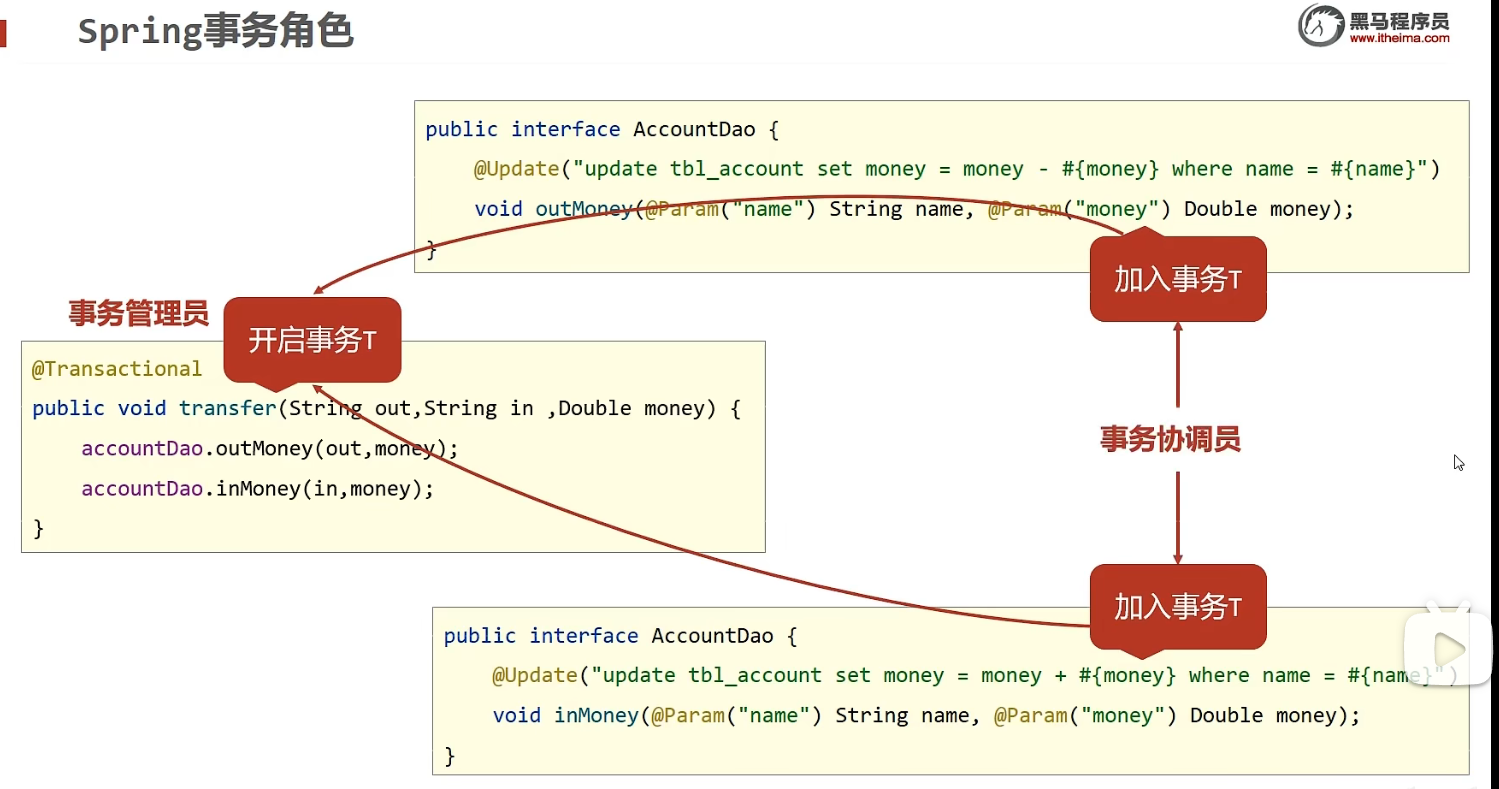 Spring事务角色
黑马程序员
www.itheima.com
public interface AccountDao {
@Update("update tbl_account set money = money - #{money} where name = #{name}")
void outMoney(@Param("name") String name, @Param("money") Double money);
}
加入事务T
事务管理员
开启事务T
@Transactional
public void transfer(String out,String in ,Double money) {
accountDao.outMoney(out,money);
accountDao.inMoney(in,money);
}
事务协调员
加入事务T
public interface AccountDao {
@Update("update tbl_account set money = money + #{money} where name = #{name}")
void inMoney(@Param("name") String name, @Param("money") Double money);
}